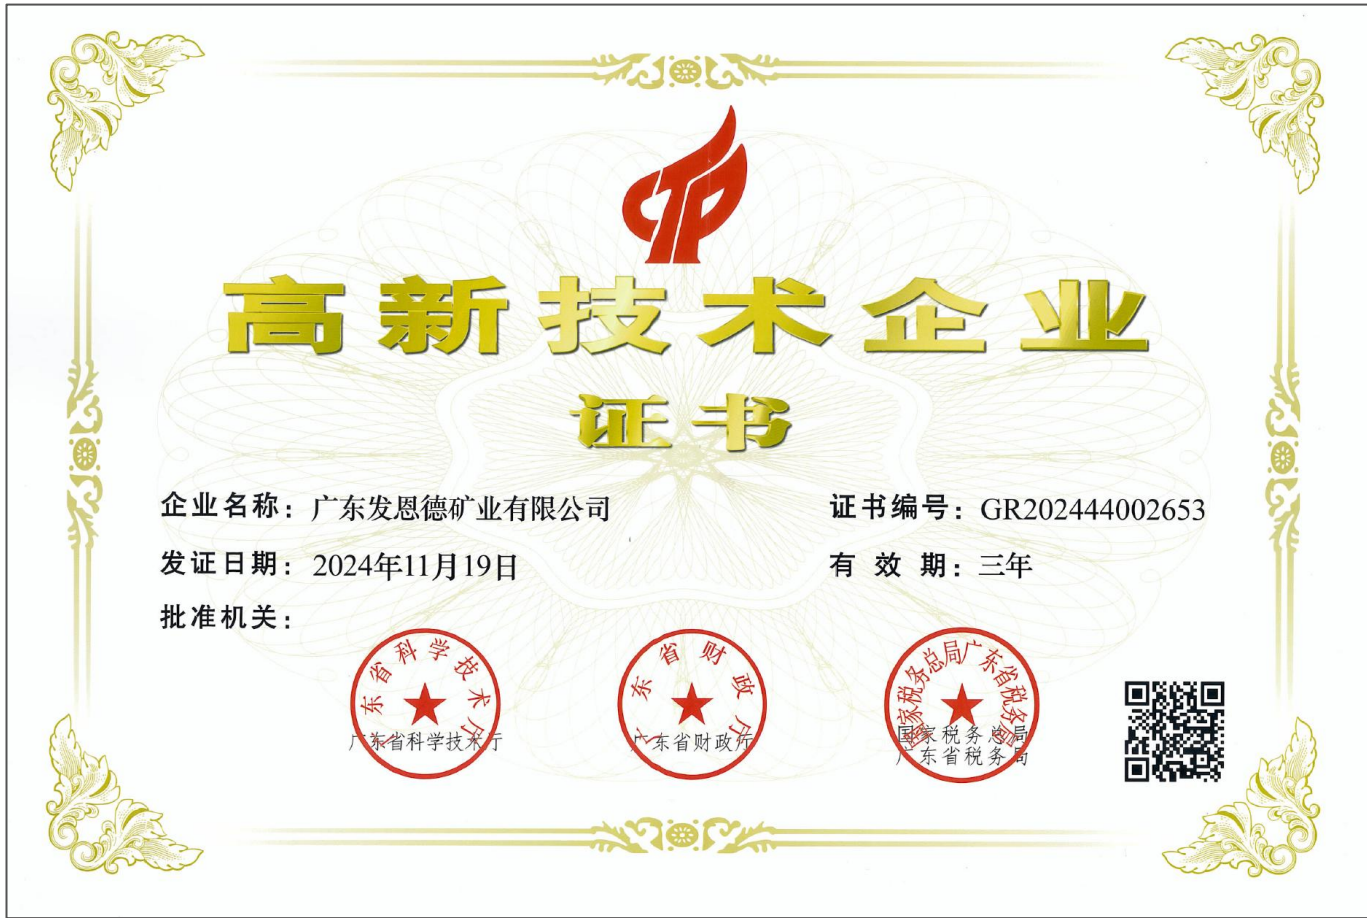 高新技术企业
证书
企业名称：广东发恩德矿业有限公司
证书编号：GR202444002653
发证日期：2024年11月19日
有效期：三年
批准机关：
广东省科学技术厅
广东省科学技术厅
广东省财政厅
广东省财政厅
国家税务总局广东省税务局
国家税务总局
广东省税务局